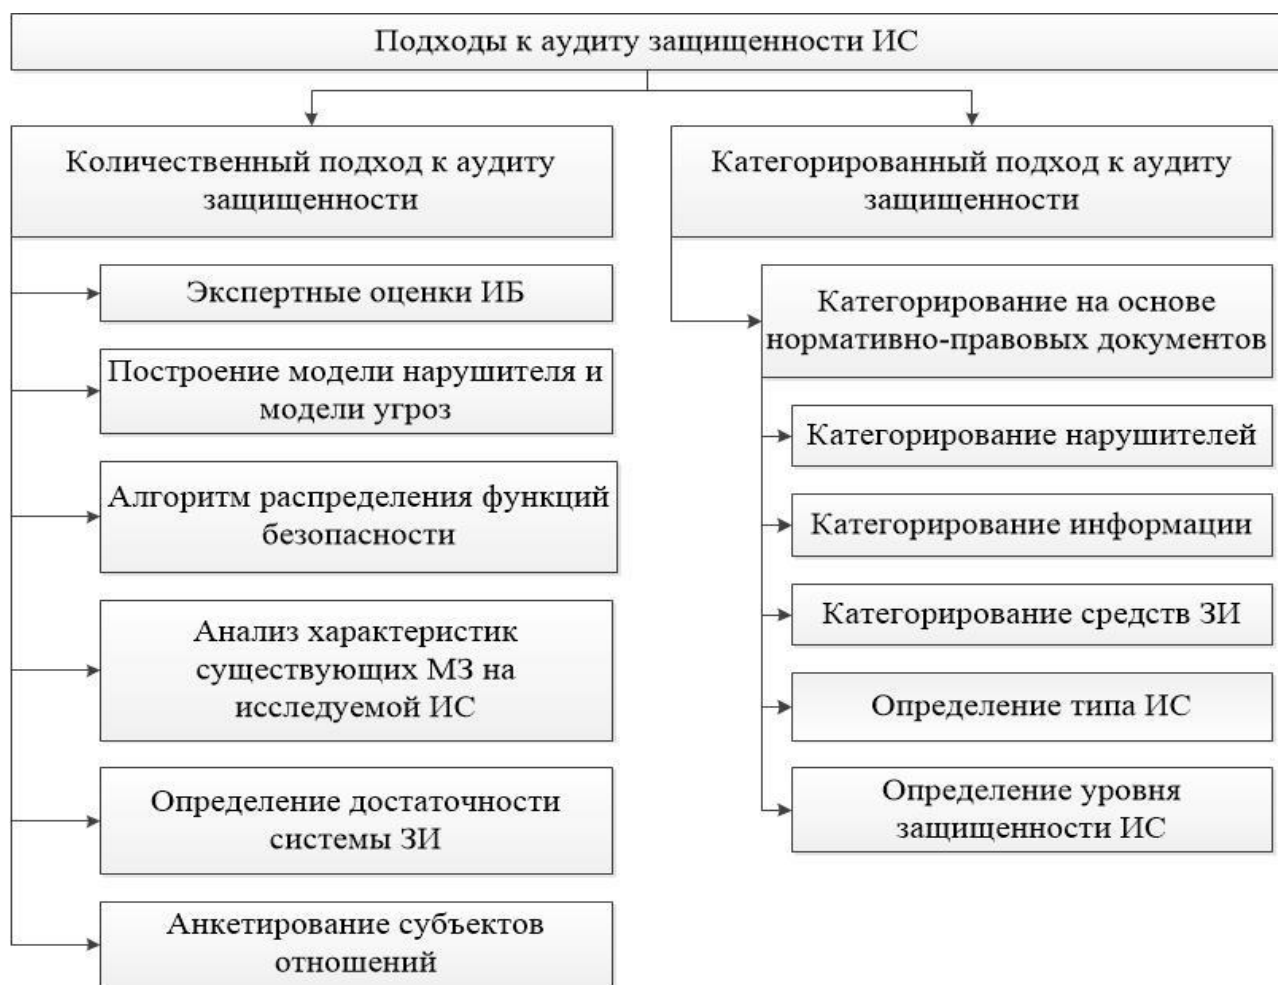 Подходы к аудиту защищенности ИС
Количественный подход к аудиту
защищенности
Экспертные оценки ИБ
Построение модели нарушителя и
модели угроз
Алгоритм распределения функций
безопасности
Анализ характеристик
существующих МЗ на
исследуемой ИС
Определение достаточности
системы ЗИ
Анкетирование субъектов
отношений
Категорированный подход к аудиту
защищенности
Категорирование на основе
нормативно-правовых документов
Категорирование нарушителей
Категорирование информации
Категорирование средств ЗИ
Определение типа ИС
Определение уровня
защищенности ИС